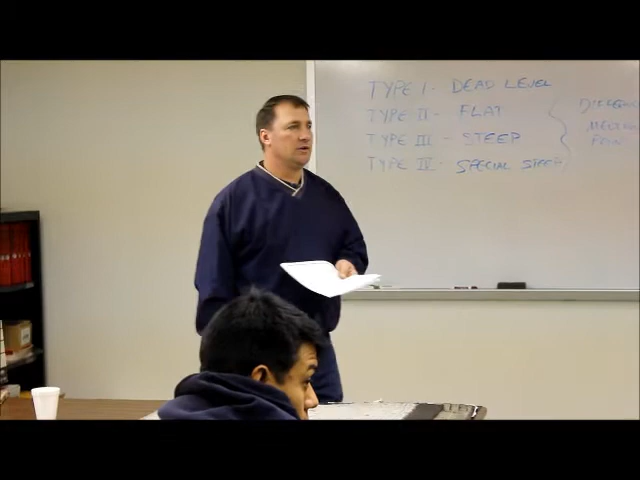 TYPE I - DEAD LEVEL
TYPE II - FLAT
TYPE III - STEEP
TYPE IV - SPECIAL STEEP